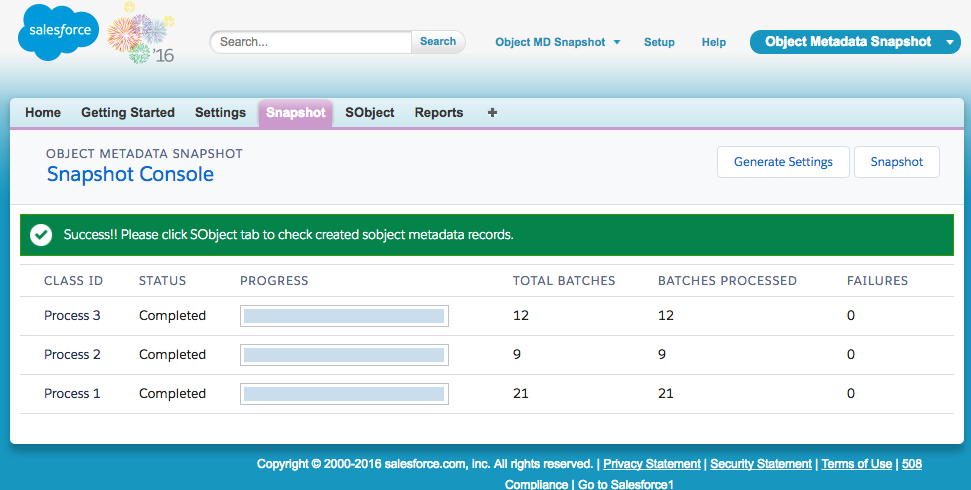 salesforce
'16
Search... Search Object MD Snapshot Setup Help Object Metadata Snapshot
Home Getting Started Settings Snapshot SObject Reports +
OBJECT METADATA SNAPSHOT
Snapshot Console
Generate Settings Snapshot
Success!! Please click SObject tab to check created sobject metadata records.
CLASS ID STATUS PROGRESS TOTAL BATCHES BATCHES PROCESSED FAILURES
Process 3 Completed 12 12 0
Process 2 Completed 9 9 0
Process 1 Completed 21 21 0
Copyright © 2000-2016 salesforce.com, inc. All rights reserved. | Privacy Statement | Security Statement | Terms of Use | 508
Compliance | Go to Salesforce1